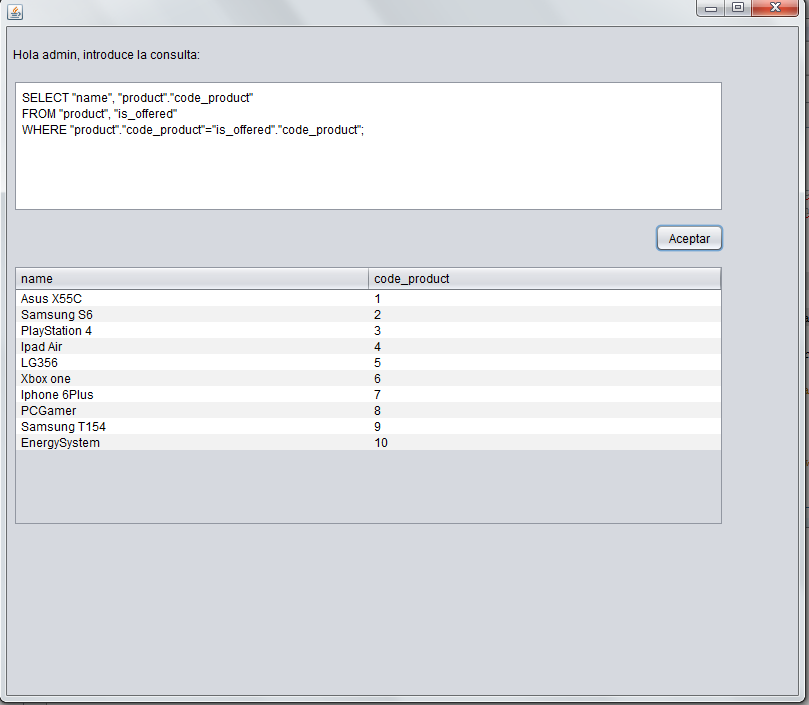 Hola admin, introduce la consulta:
SELECT "name", "product"."code_product"
FROM "product", "is_offered"
WHERE "product"."code_product"="is_offered"."code_product";
Aceptar
name code_product
Asus X55C 1
Samsung S6 2
PlayStation 4 3
Ipad Air 4
LG356 5
Xbox one 6
Iphone 6Plus 7
PCGamer 8
Samsung T154 9
EnergySystem 10